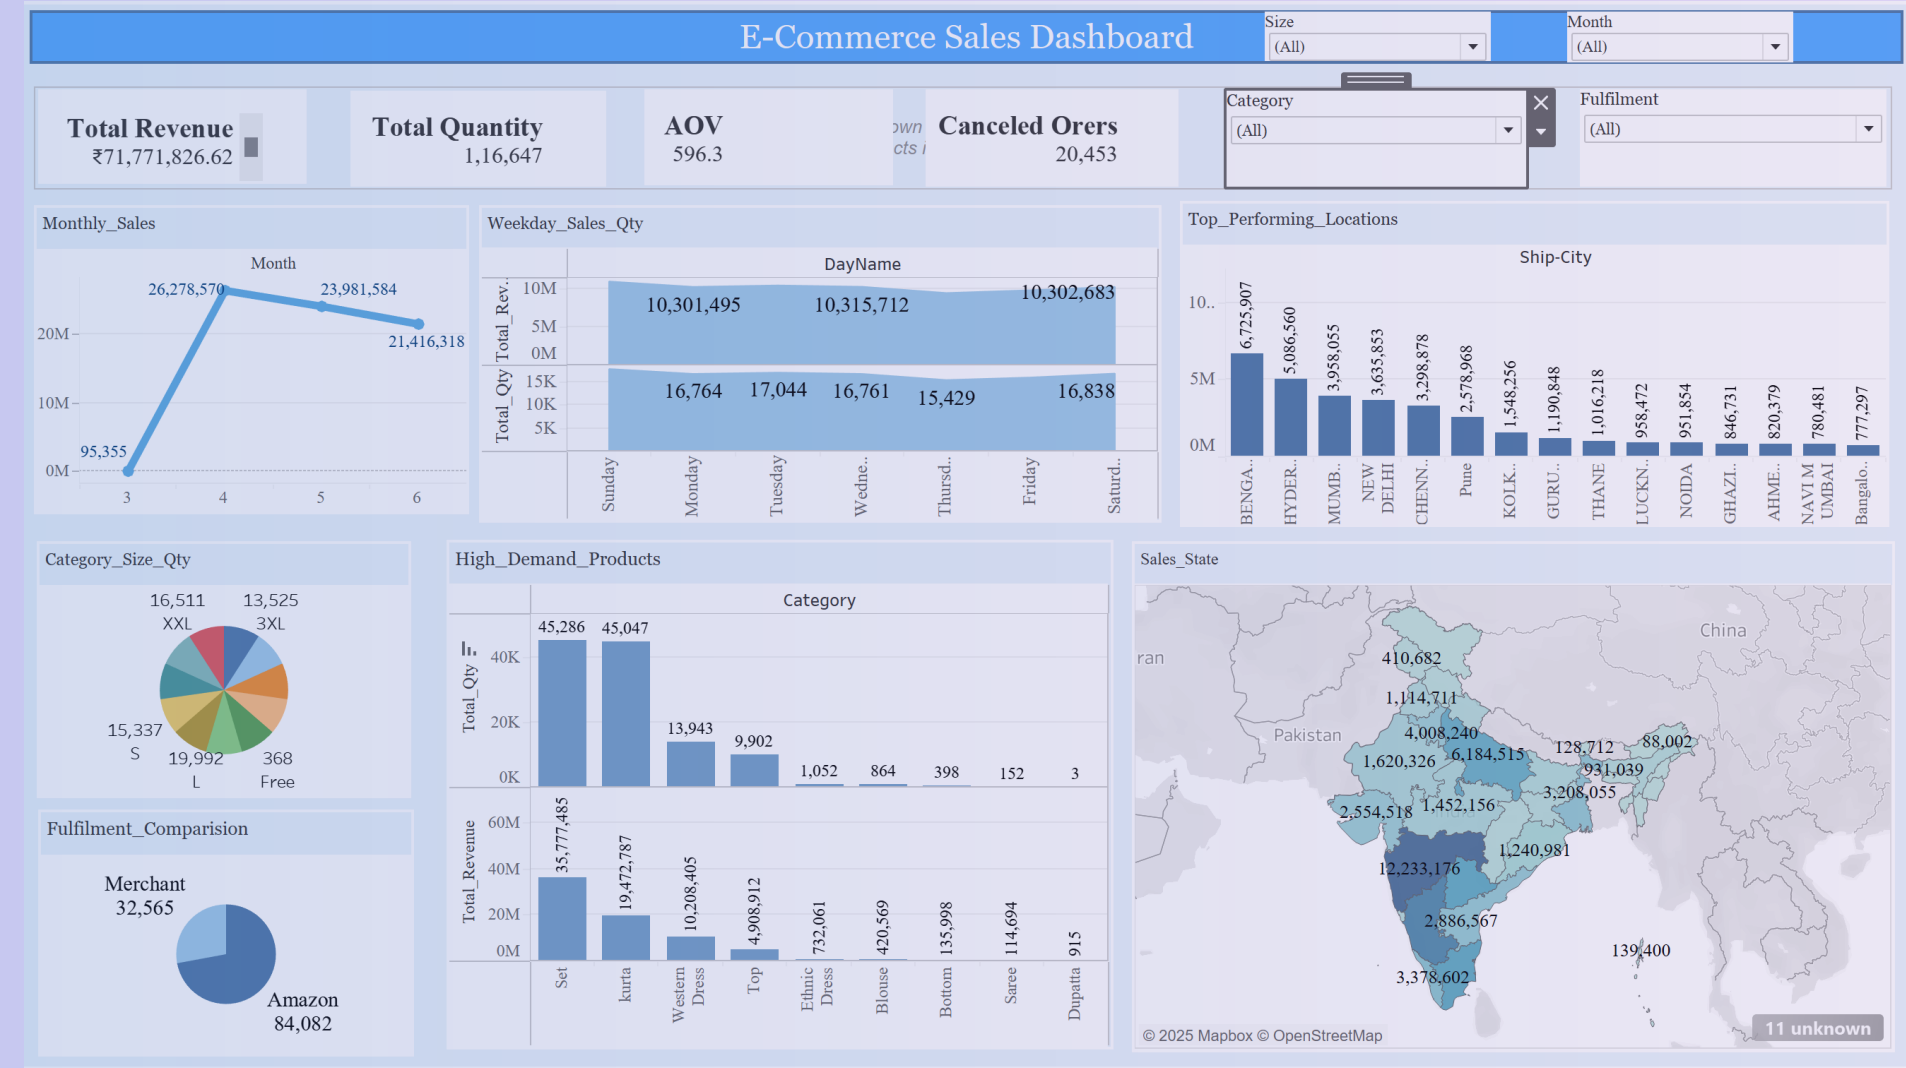 E-Commerce Sales Dashboard
Size
(All)
Month
(All)
Total Revenue
₹71,771,826.62
Total Quantity
1,16,647
AOV
596.3
own
cts i
Canceled Orers
20,453
Category
(All)
Fulfilment
(All)
Monthly_Sales
Month
26,278,570
23,981,584
21,416,318
95,355
20M
10M
0M
3
4
5
6
Weekday_Sales_Qty
DayName
Total_Rev..
10M
5M
0M
10,301,495
10,315,712
10,302,683
Total_Qty
15K
10K
5K
16,764
17,044
16,761
15,429
16,838
Sunday
Monday
Tuesday
Wedne..
Thursd..
Friday
Saturd..
Top_Performing_Locations
Ship-City
10..
5M
0M
6,725,907
5,086,560
3,958,055
3,635,853
3,298,878
2,578,968
1,548,256
1,190,848
1,016,218
958,472
951,854
846,731
820,379
780,481
777,297
BENGA..
HYDER..
MUMB..
NEW
DELHI
CHENN..
Pune
KOLK..
GURU..
THANE
LUCKN..
NOIDA
GHAZI..
AHME..
NAVI M
UMBAI
Bangalo..
Category_Size_Qty
16,511
XXL
13,525
3XL
15,337
S
19,992
L
368
Free
Fulfilment_Comparision
Merchant
32,565
Amazon
84,082
High_Demand_Products
Category
Total_Qty
40K
20K
0K
45,286
45,047
13,943
9,902
1,052
864
398
152
3
Total_Revenue
60M
40M
20M
0M
35,777,485
19,472,787
10,208,405
4,908,912
732,061
420,569
135,998
114,694
915
Set
kurta
Western
Dress
Top
Ethnic
Dress
Blouse
Bottom
Saree
Dupatta
Sales_State
China
ran
Pakistan
India
410,682
1,114,711
4,008,240
6,184,515
1,620,326
128,712
88,002
931,039
3,208,055
2,554,518
1,452,156
1,240,981
12,233,176
2,886,567
139,400
3,378,602
© 2025 Mapbox © OpenStreetMap
11 unknown